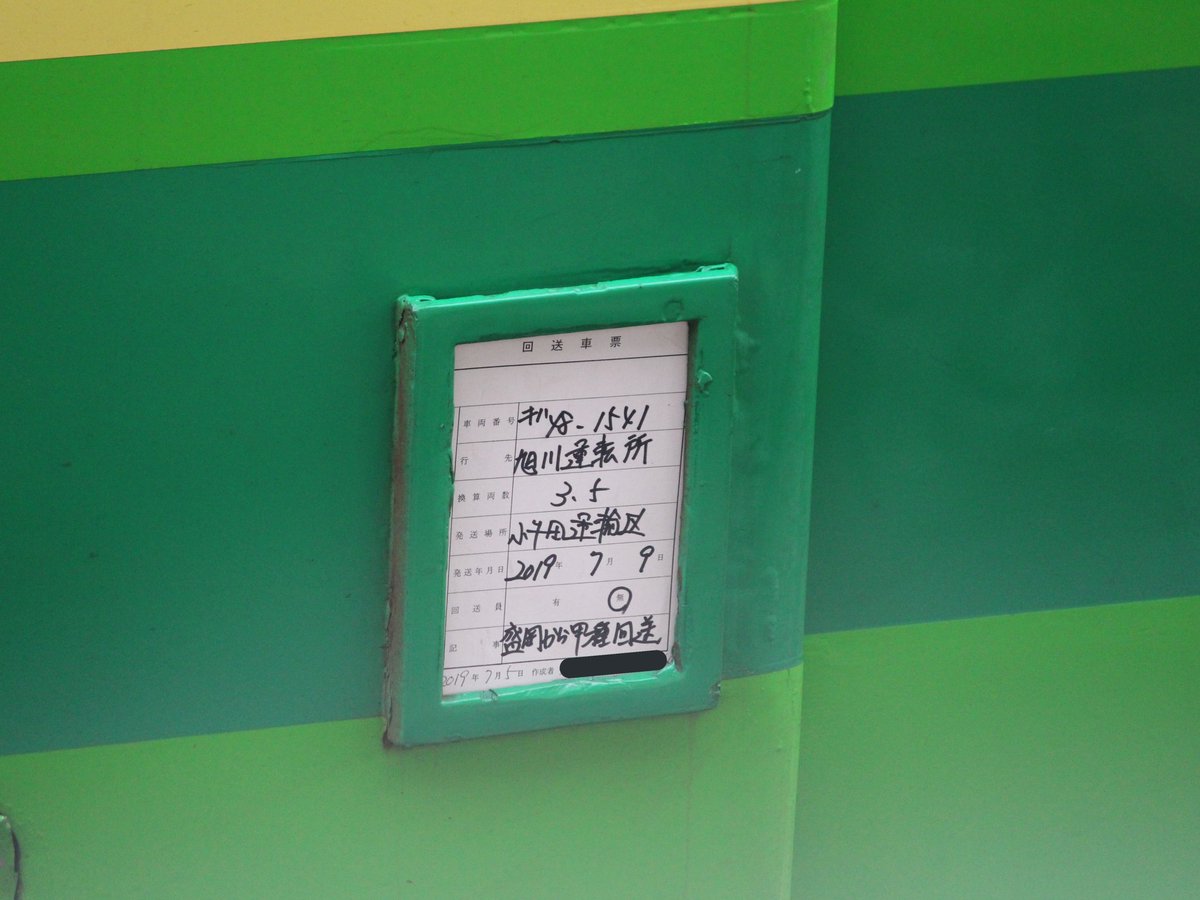 回送車票
車両番号 キハ48-1541
行先 旭川運転所
換算両数 3.5
発送場所 小牛田運輸区
発送年月日 2019年 7月 9日
回送員 有 無
記事 盛岡から甲種回送
2019年7月5日 作成者